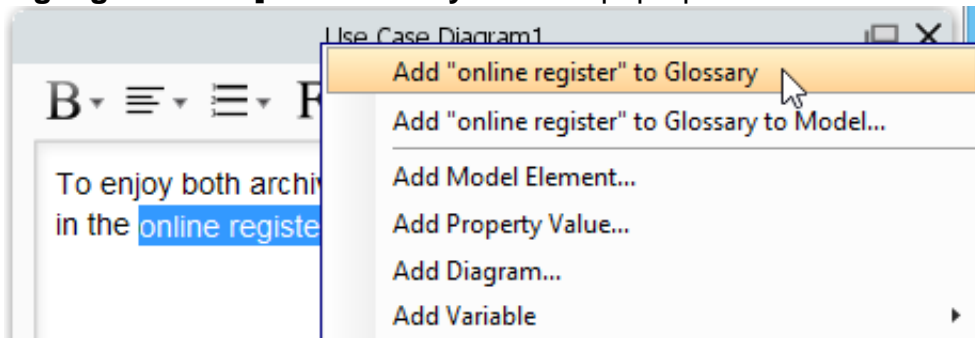 Use Case Diagram1
Add "online register" to Glossary
B
Add "online register" to Glossary to Model...
To enjoy both archiv
Add Model Element...
in the online registe
Add Property Value...
Add Diagram...
Add Variable